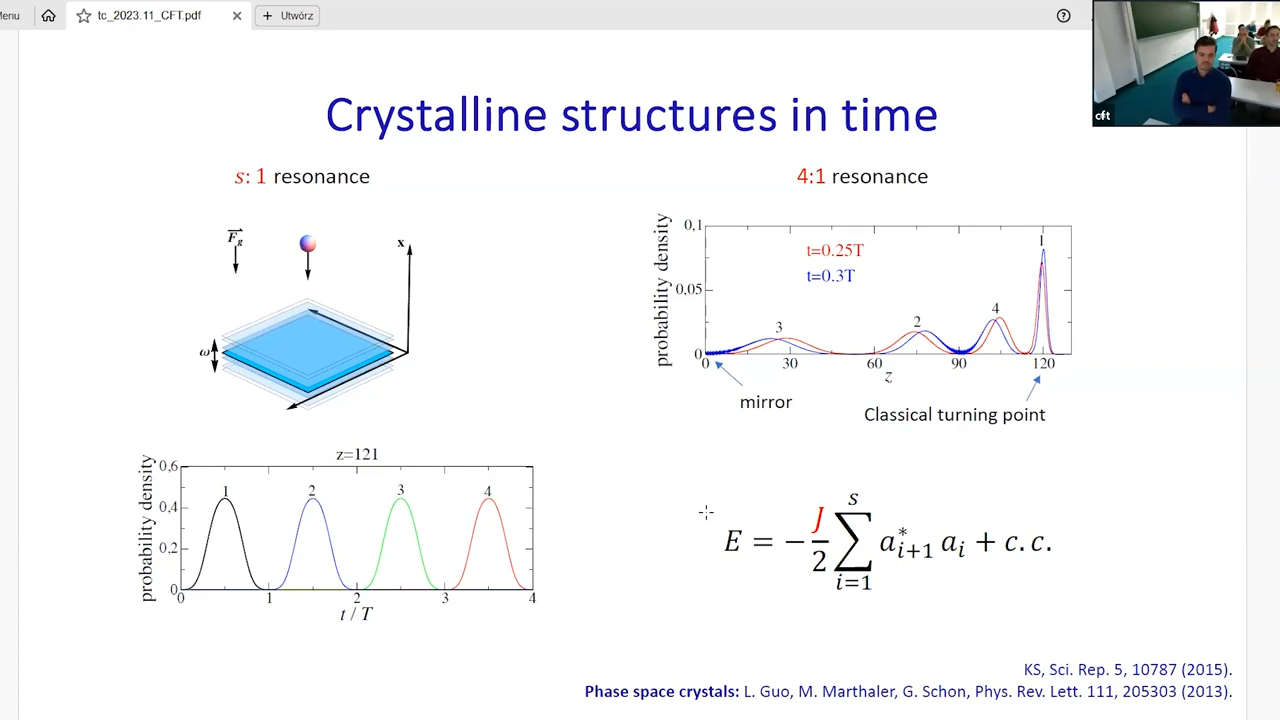 Menu
tc_2023.11_CFT.pdf
Utwórz
cft
Crystalline structures in time
s: 1 resonance
4:1 resonance
F_g
x
ω
probability density
0,1
0,05
0
t=0.25T
t=0.3T
3
2
4
1
0 30 60 90 120
z
mirror
Classical turning point
z=121
probability density
0,6
0,4
0,2
0
1 2 3 4
0 1 2 3 4
t / T
E = − J/2 ∑_{i=1}^{s} a*_{i+1} a_i + c.c.
KS, Sci. Rep. 5, 10787 (2015).
Phase space crystals: L. Guo, M. Marthaler, G. Schon, Phys. Rev. Lett. 111, 205303 (2013).